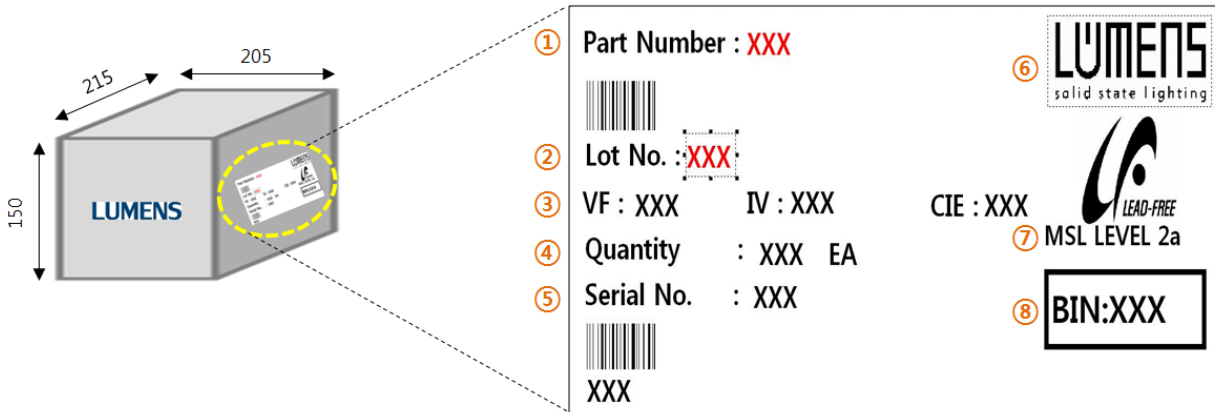 215
205
150
LUMENS
① Part Number : XXX
② Lot No. : XXX
③ VF : XXX IV : XXX CIE : XXX
④ Quantity : XXX EA
⑤ Serial No. : XXX
XXX
⑥ LUMENS
solid state lighting
LEAD-FREE
⑦ MSL LEVEL 2a
⑧ BIN:XXX